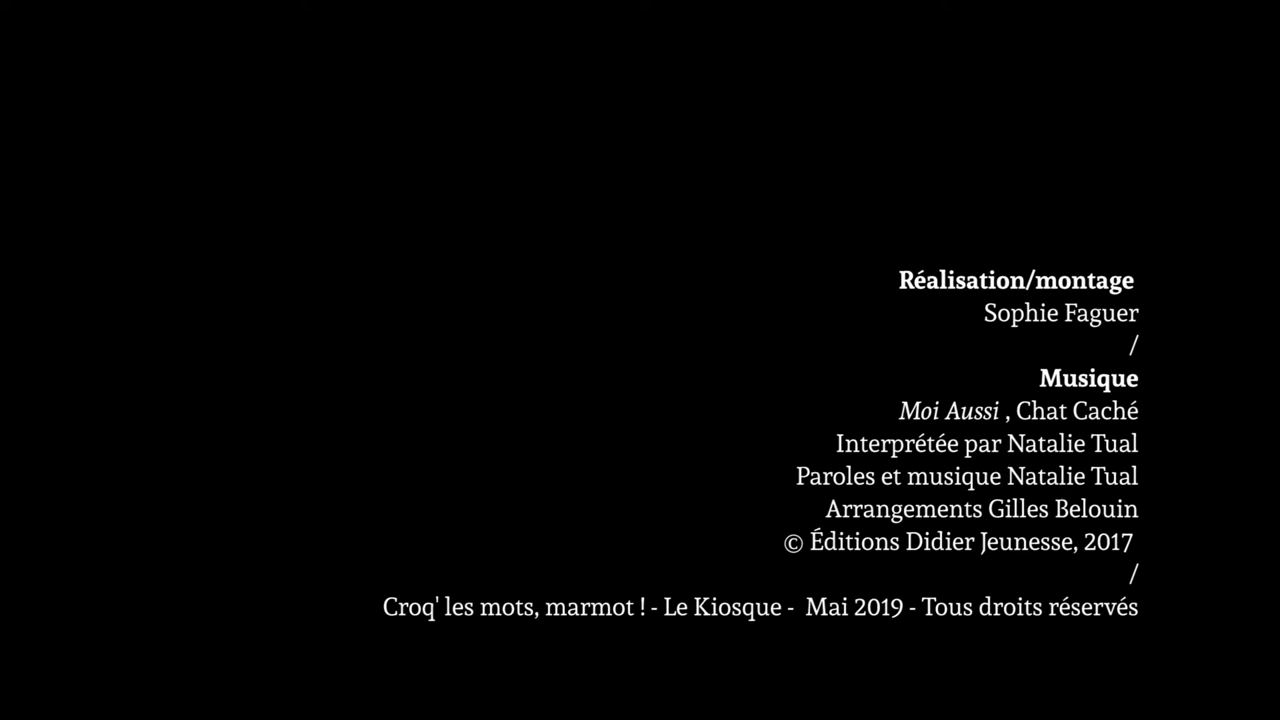 Réalisation/montage
Sophie Faguer
/
Musique
Moi Aussi , Chat Caché
Interprétée par Natalie Tual
Paroles et musique Natalie Tual
Arrangements Gilles Belouin
© Éditions Didier Jeunesse, 2017
/
Croq' les mots, marmot ! - Le Kiosque -  Mai 2019 - Tous droits réservés